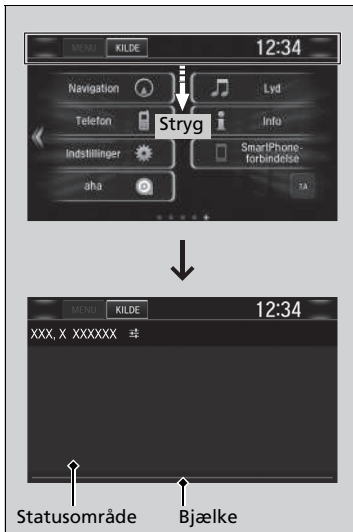 MENU KILDE 12:34
Navigation Lyd
Telefon Stryg Info
Indstillinger SmartPhone-
forbindelse
aha TA
MENU KILDE 12:34
XXX, X XXXXXX
Statusområde Bjælke